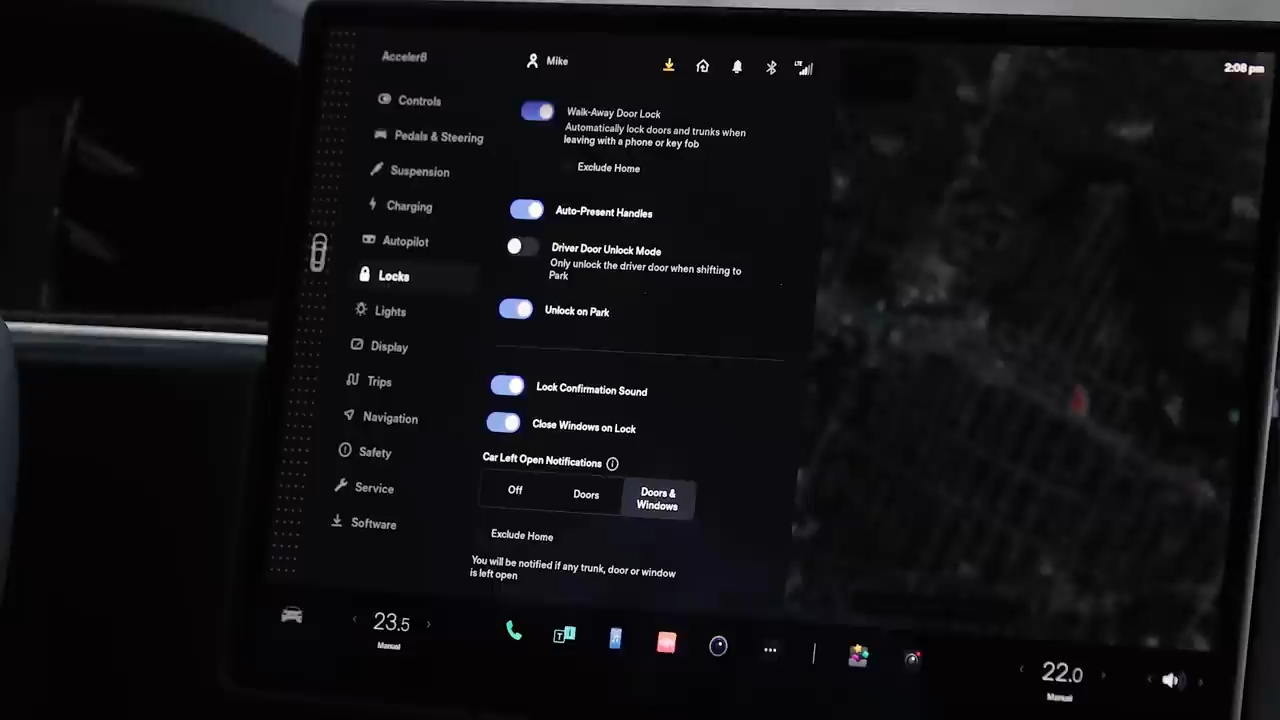 Acceler8
Mike
LTE
2:08 pm
Controls
Pedals & Steering
Suspension
Charging
Autopilot
Locks
Lights
Display
Trips
Navigation
Safety
Service
Software
Walk-Away Door Lock
Automatically lock doors and trunks when
leaving with a phone or key fob
Exclude Home
Auto-Present Handles
Driver Door Unlock Mode
Only unlock the driver door when shifting to
Park
Unlock on Park
Lock Confirmation Sound
Close Windows on Lock
Car Left Open Notifications
Off
Doors
Doors &
Windows
Exclude Home
You will be notified if any trunk, door or window
is left open
23.5
Manual
22.0
Manual